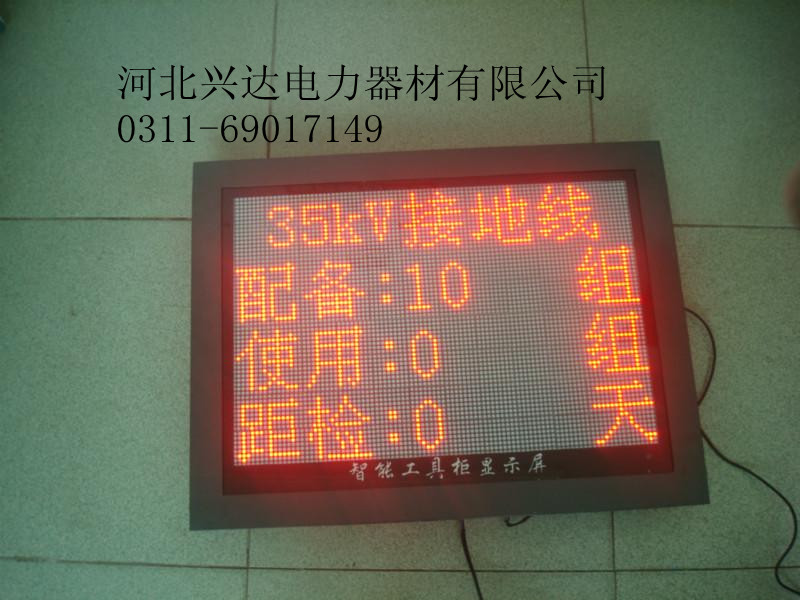 河北兴达电力器材有限公司
0311-69017149
35kV接地线
配备:10 组
使用:0 组
距检:0 天
智能工具柜显示屏